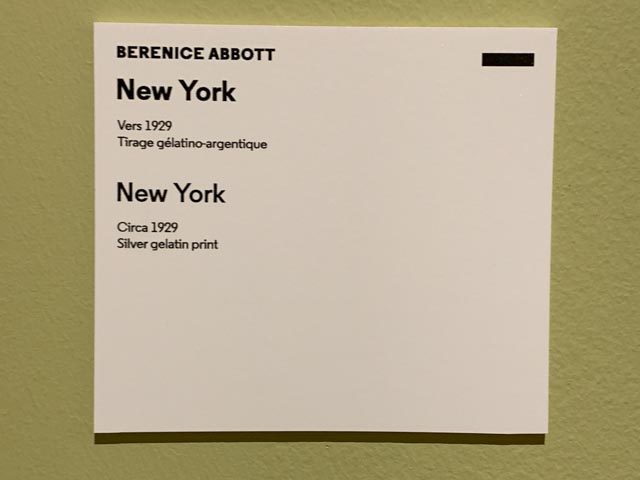 BERENICE ABBOTT
New York
Vers 1929
Tirage gélatino-argentique
New York
Circa 1929
Silver gelatin print